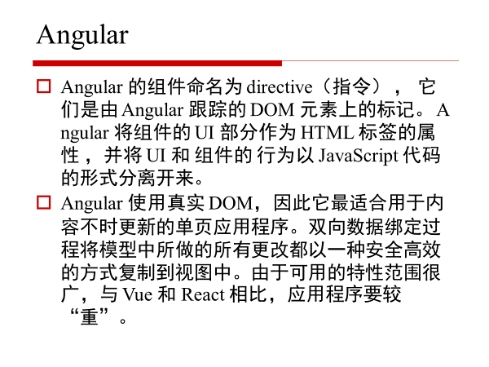 Angular
Angular 的组件命名为 directive（指令）， 它
们是由 Angular 跟踪的 DOM 元素上的标记。 A
ngular 将组件的 UI 部分作为 HTML 标签的属
性 ，并将 UI 和 组件的 行为以 JavaScript 代码
的形式分离开来。
Angular 使用真实 DOM，因此它最适合用于内
容不时更新的单页应用程序。双向数据绑定过
程将模型中所做的所有更改都以一种安全高效
的方式复制到视图中。由于可用的特性范围很
广，与 Vue 和 React 相比，应用程序要较
“重”。